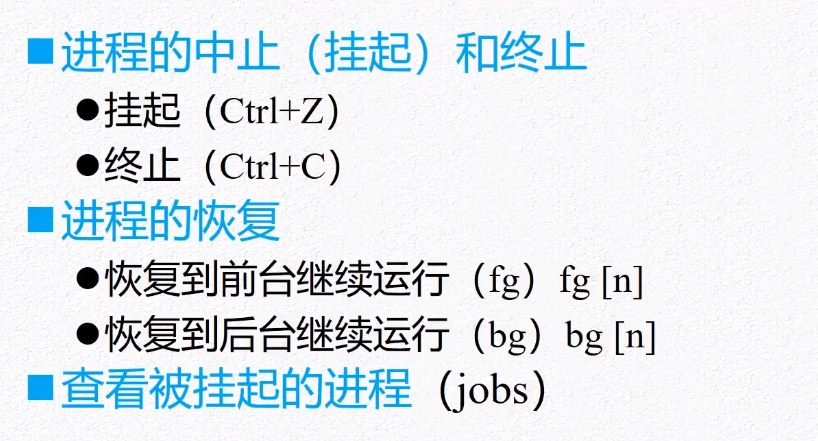 ■进程的中止（挂起）和终止
●挂起（Ctrl+Z）
●终止（Ctrl+C）
■进程的恢复
●恢复到前台继续运行（fg）fg [n]
●恢复到后台继续运行（bg）bg [n]
■查看被挂起的进程（jobs）